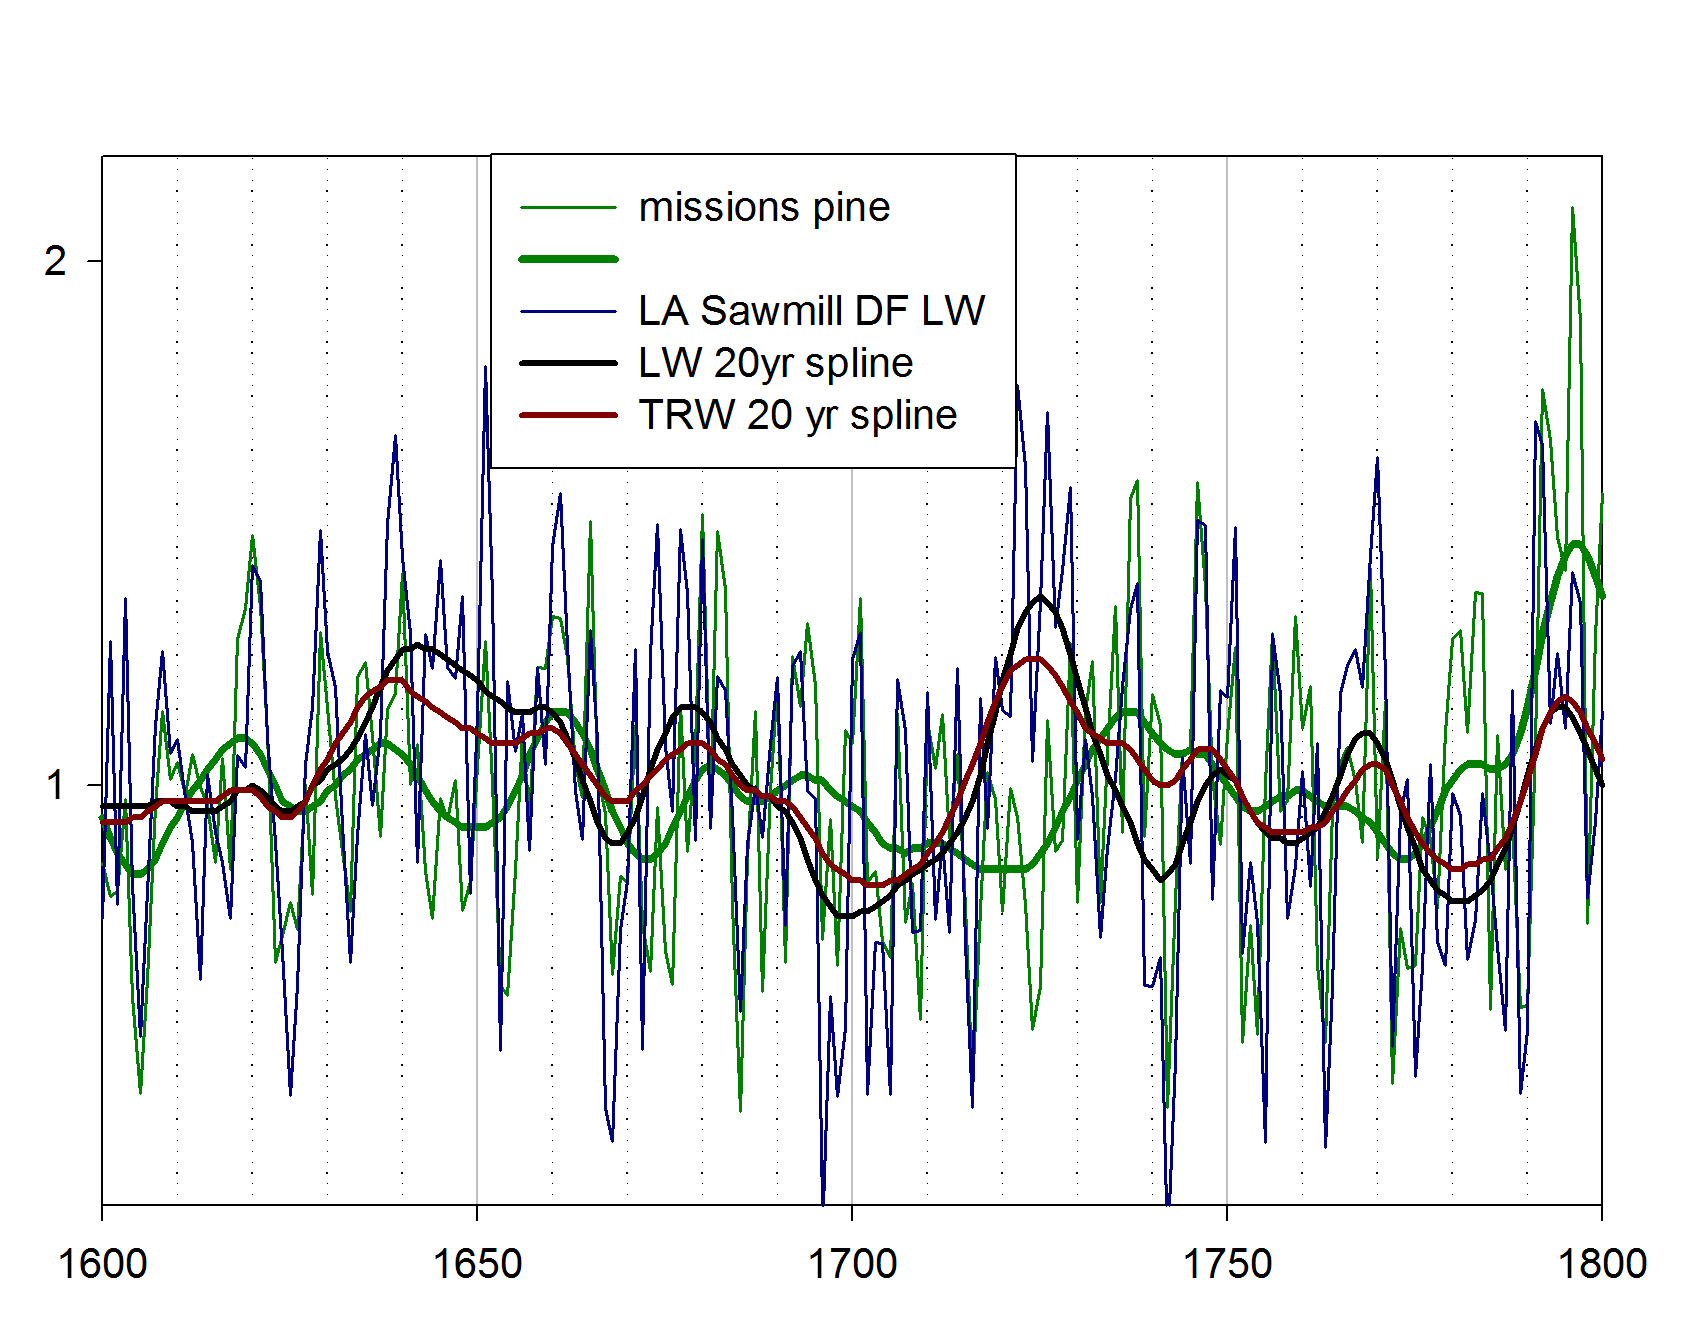 missions pine
2
LA Sawmill DF LW
LW 20yr spline
TRW 20 yr spline
1
1600 1650 1700 1750 1800